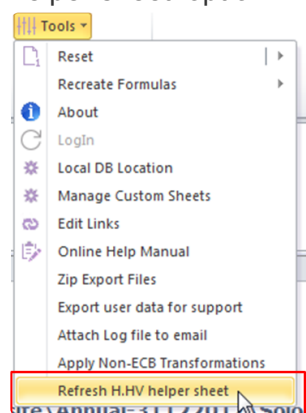 Tools
Reset
Recreate Formulas
About
LogIn
Local DB Location
Manage Custom Sheets
Edit Links
Online Help Manual
Zip Export Files
Export user data for support
Attach Log file to email
Apply Non-ECB Transformations
Refresh H.HV helper sheet